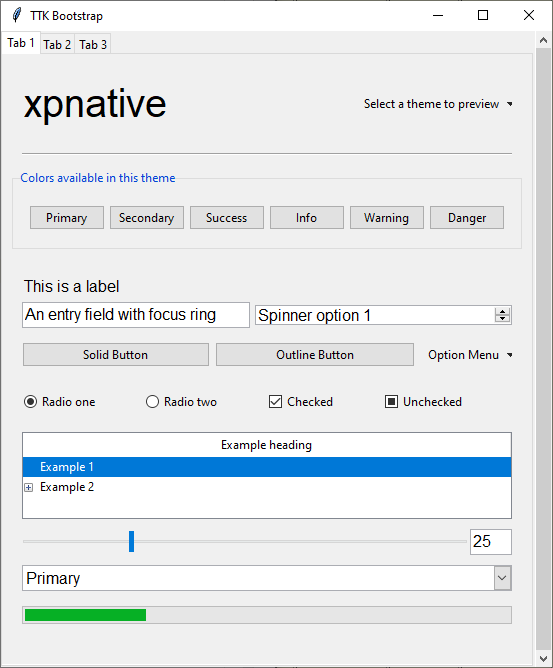 TTK Bootstrap
Tab 1 Tab 2 Tab 3
xpnative
Select a theme to preview
Colors available in this theme
Primary Secondary Success Info Warning Danger
This is a label
An entry field with focus ring Spinner option 1
Solid Button Outline Button Option Menu
Radio one Radio two Checked Unchecked
Example heading
Example 1
Example 2
25
Primary